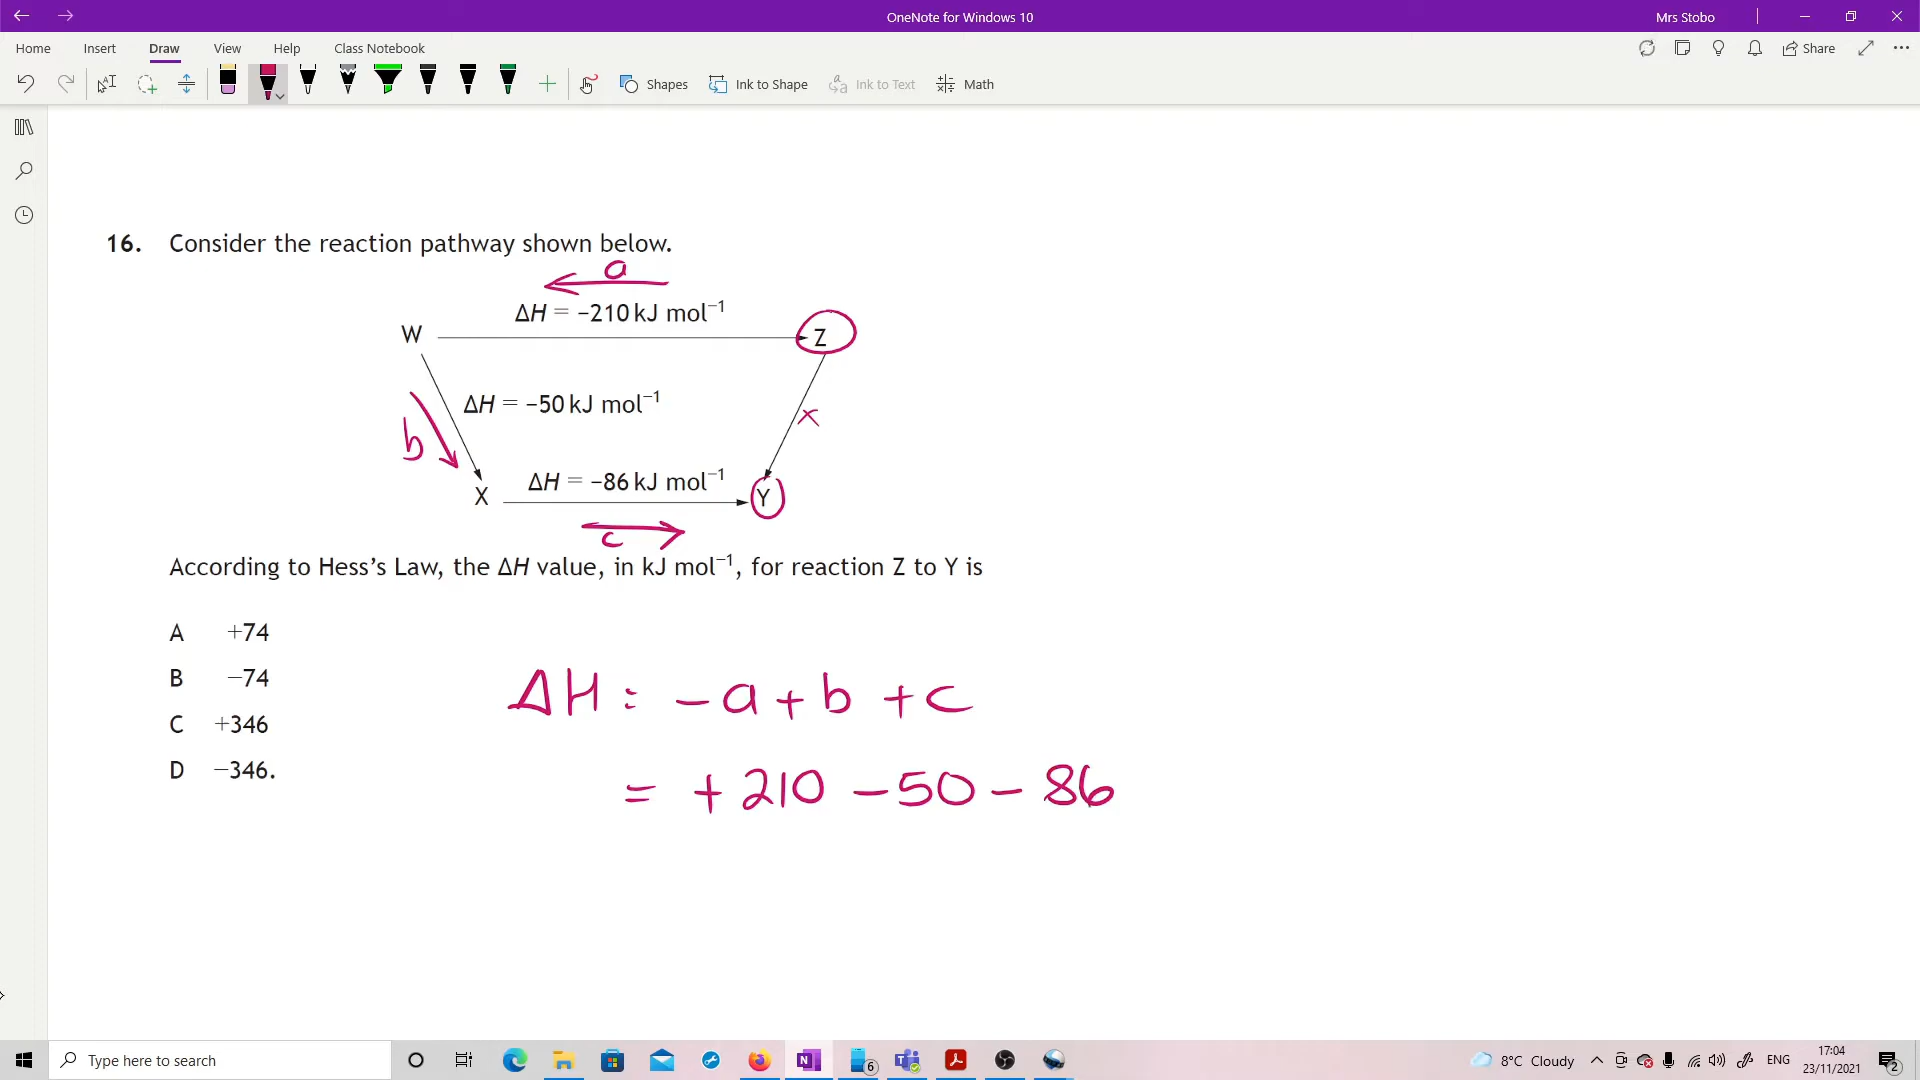 OneNote for Windows 10
Mrs Stobo
Home Insert Draw View Help Class Notebook
Share
Shapes Ink to Shape Ink to Text Math
16. Consider the reaction pathway shown below.
a
ΔH = −210 kJ mol⁻¹
W Z
ΔH = −50 kJ mol⁻¹
x
b
ΔH = −86 kJ mol⁻¹
X Y
c
According to Hess’s Law, the ΔH value, in kJ mol⁻¹, for reaction Z to Y is
A +74
B −74
C +346
D −346.
ΔH: -a+b+c
= +210 -50 - 86
Type here to search
6
8°C Cloudy
ENG
17:04
23/11/2021
2